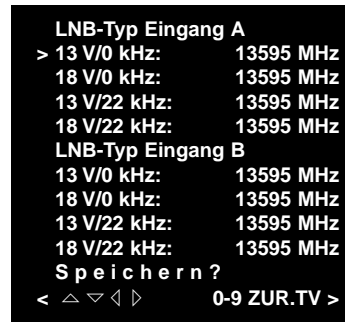 LNB-Typ Eingang A
> 13 V/0 kHz: 13595 MHz
18 V/0 kHz: 13595 MHz
13 V/22 kHz: 13595 MHz
18 V/22 kHz: 13595 MHz
LNB-Typ Eingang B
13 V/0 kHz: 13595 MHz
18 V/0 kHz: 13595 MHz
13 V/22 kHz: 13595 MHz
18 V/22 kHz: 13595 MHz
S p e i c h e r n ?
< △ ▽ ◁ ▷ 0-9 ZUR.TV >